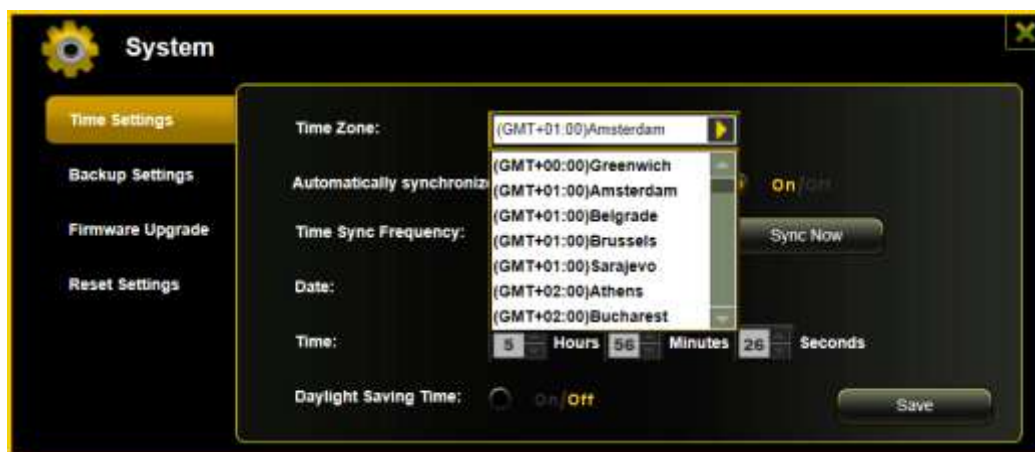 System
Time Settings
Backup Settings
Firmware Upgrade
Reset Settings
Time Zone: (GMT+01:00)Amsterdam
(GMT+00:00)Greenwich
(GMT+01:00)Amsterdam
(GMT+01:00)Belgrade
(GMT+01:00)Brussels
(GMT+01:00)Sarajevo
(GMT+02:00)Athens
(GMT+02:00)Bucharest
Automatically synchroniz On/Off
Time Sync Frequency: Sync Now
Date:
Time: 5 Hours 56 Minutes 26 Seconds
Daylight Saving Time: On/Off
Save